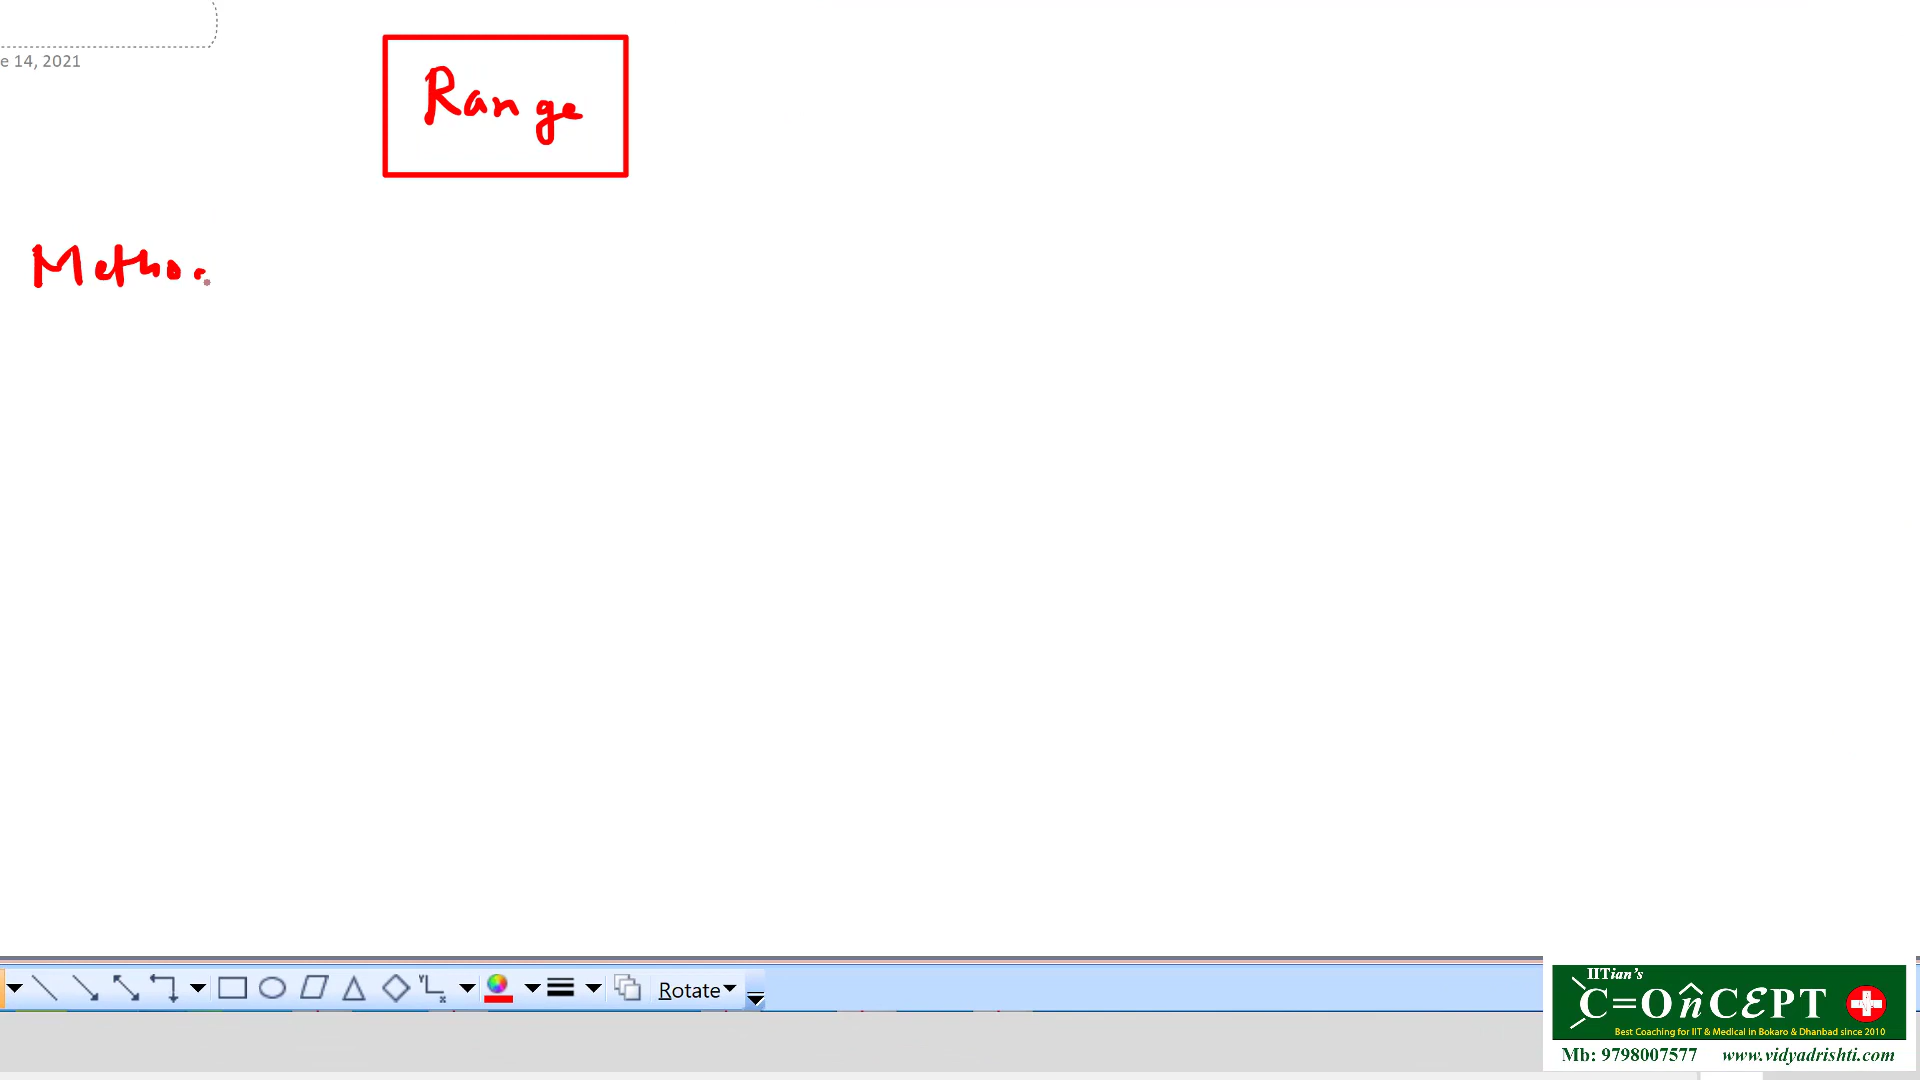 e 14, 2021
Range
Metho
Rotate
IITian's
C=OnCEPT
Best Coaching for IIT & Medical in Bokaro & Dhanbad since 2010
Mb: 9798007577 www.vidyadrishti.com